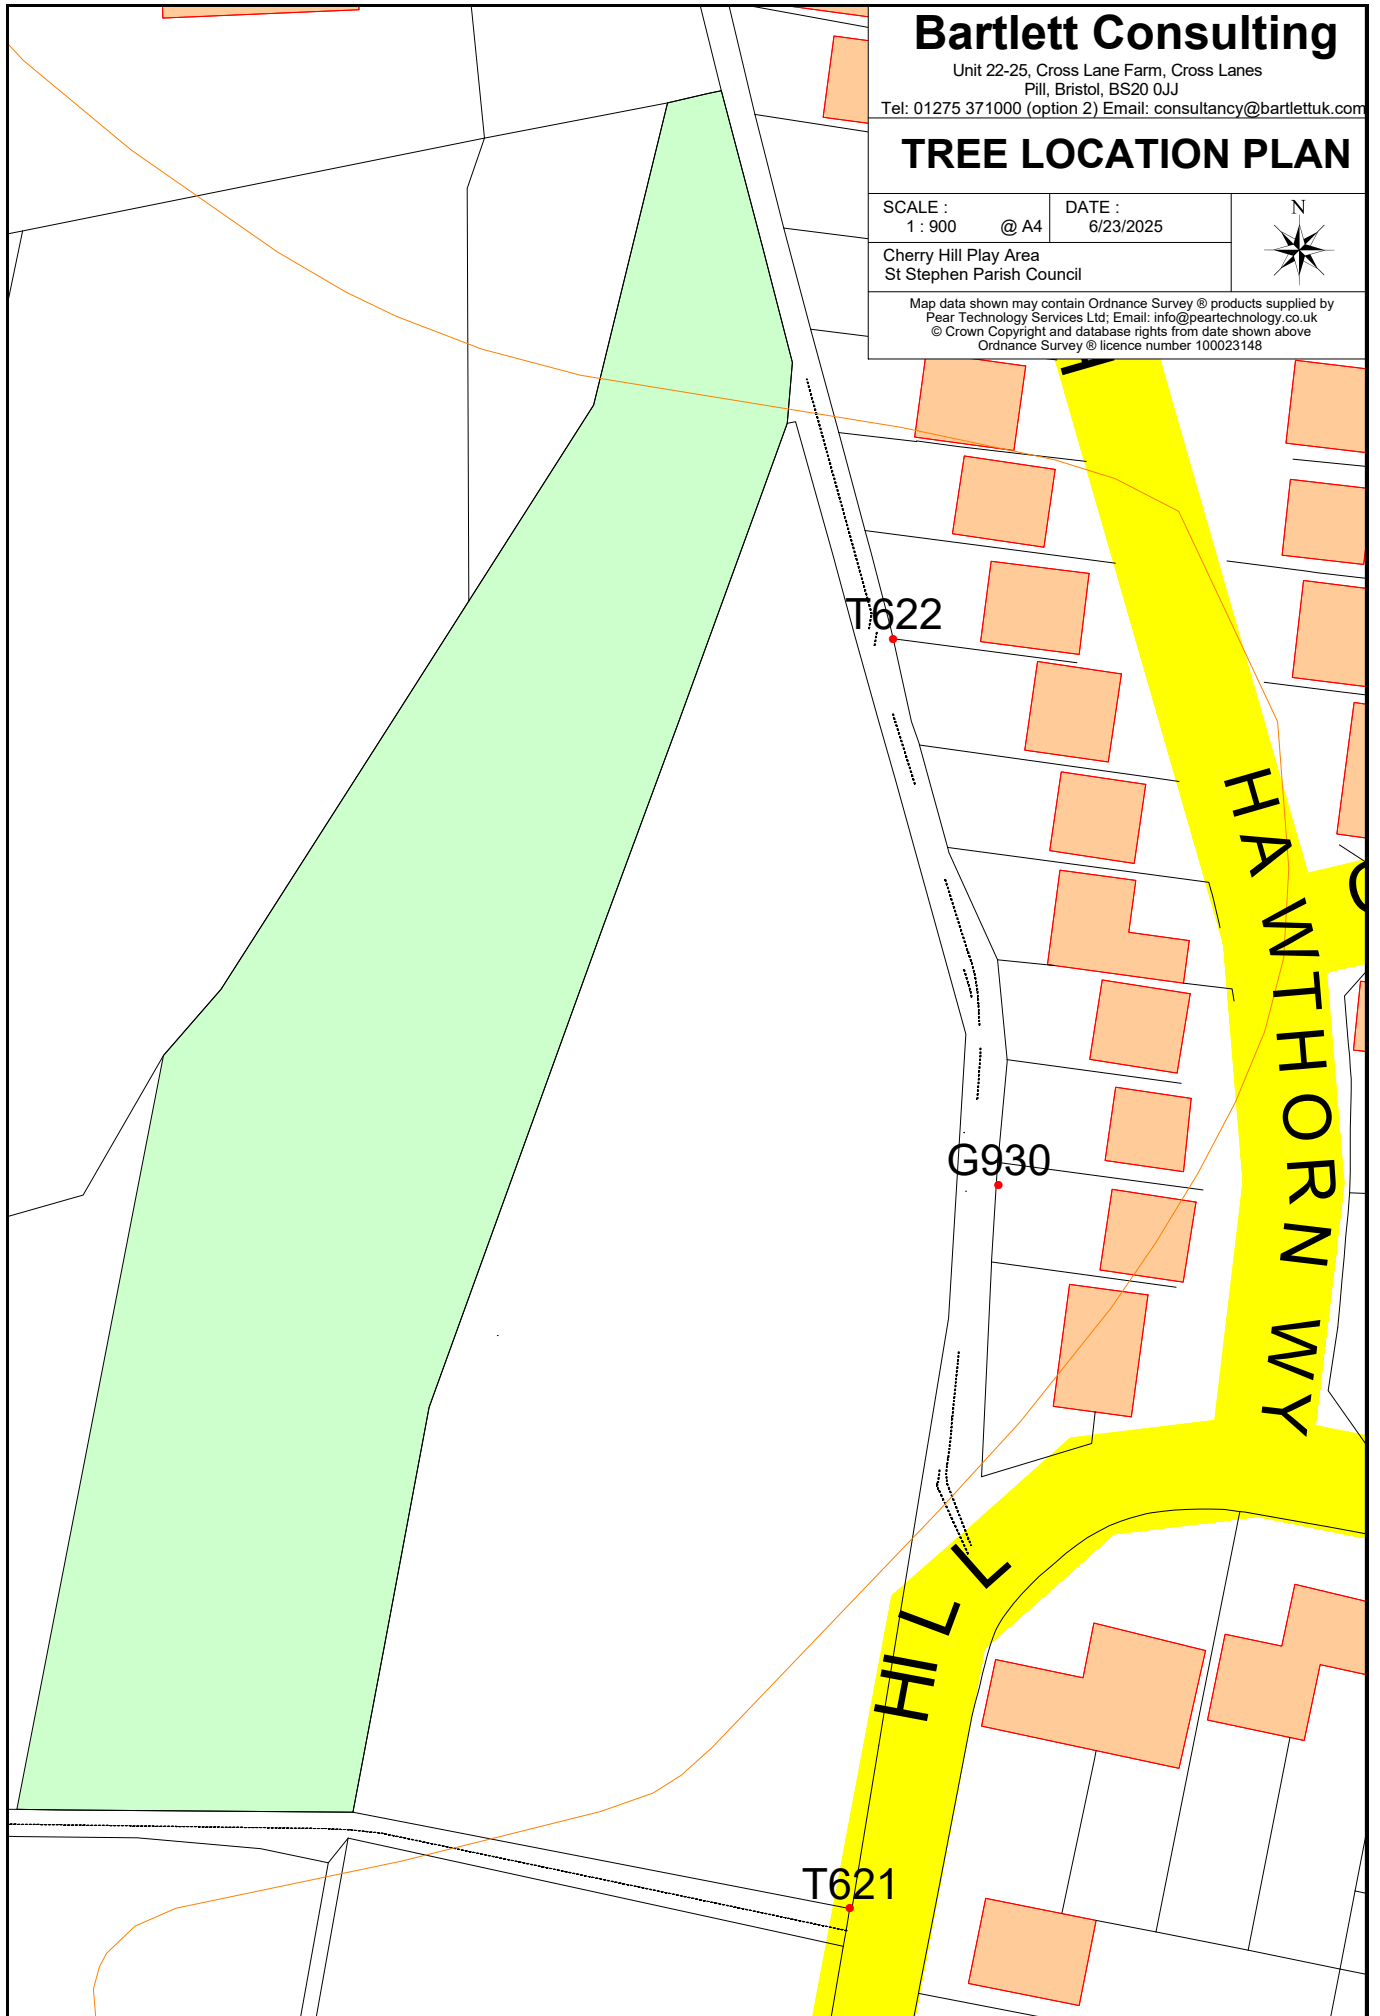 Bartlett Consulting
Unit 22-25, Cross Lane Farm, Cross Lanes
Pill, Bristol, BS20 0JJ
Tel: 01275 371000 (option 2) Email: consultancy@bartlettuk.com
TREE LOCATION PLAN
SCALE :
1 : 900 @ A4
DATE :
6/23/2025
N
Cherry Hill Play Area
St Stephen Parish Council
Map data shown may contain Ordnance Survey ® products supplied by
Pear Technology Services Ltd; Email: info@peartechnology.co.uk
© Crown Copyright and database rights from date shown above
Ordnance Survey ® licence number 100023148
T622
HAWTHORN WY
G930
HILL
T621